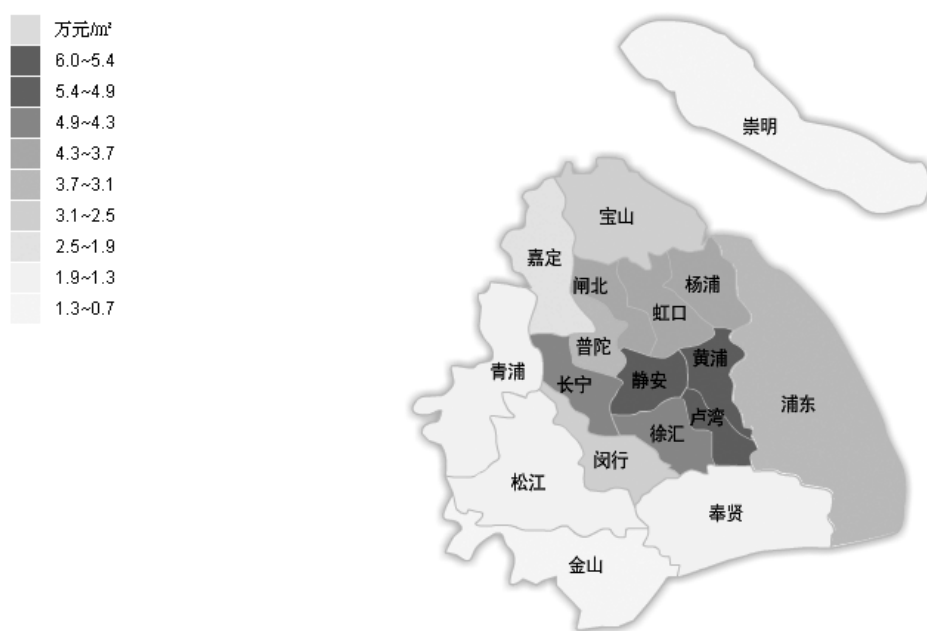 万元/㎡
6.0~5.4
5.4~4.9
4.9~4.3
4.3~3.7
3.7~3.1
3.1~2.5
2.5~1.9
1.9~1.3
1.3~0.7
崇明
宝山
嘉定
闸北
杨浦
虹口
普陀
黄浦
青浦
长宁
静安
浦东
卢湾
徐汇
闵行
松江
奉贤
金山